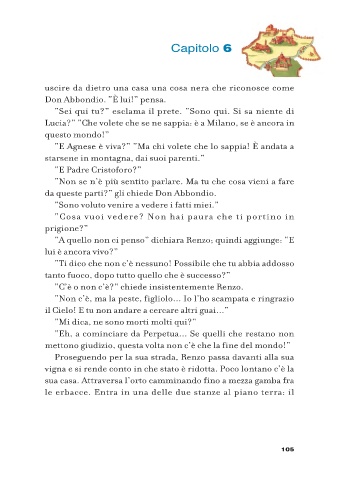 Capitolo 6
uscire da dietro una casa una cosa nera che riconosce come
Don Abbondio. "È lui!" pensa.
"Sei qui tu?" esclama il prete. "Sono qui. Si sa niente di
Lucia?" "Che volete che se ne sappia: è a Milano, se è ancora in
questo mondo!"
"E Agnese è viva?" "Ma chi volete che lo sappia! È andata a
starsene in montagna, dai suoi parenti."
"E Padre Cristoforo?"
"Non se n'è più sentito parlare. Ma tu che cosa vieni a fare
da queste parti?" gli chiede Don Abbondio.
"Sono voluto venire a vedere i fatti miei."
"Cosa vuoi vedere? Non hai paura che ti portino in
prigione?"
"A quello non ci penso" dichiara Renzo; quindi aggiunge: "E
lui è ancora vivo?"
"Ti dico che non c'è nessuno! Possibile che tu abbia addosso
tanto fuoco, dopo tutto quello che è successo?"
"C'è o non c'è?" chiede insistentemente Renzo.
"Non c'è, ma la peste, figliolo... Io l'ho scampata e ringrazio
il Cielo! E tu non andare a cercare altri guai..."
"Mi dica, ne sono morti molti qui?"
"Eh, a cominciare da Perpetua... Se quelli che restano non
mettono giudizio, questa volta non c'è che la fine del mondo!"
Proseguendo per la sua strada, Renzo passa davanti alla sua
vigna e si rende conto in che stato è ridotta. Poco lontano c'è la
sua casa. Attraversa l'orto camminando fino a mezza gamba fra
le erbacce. Entra in una delle due stanze al piano terra: il
105